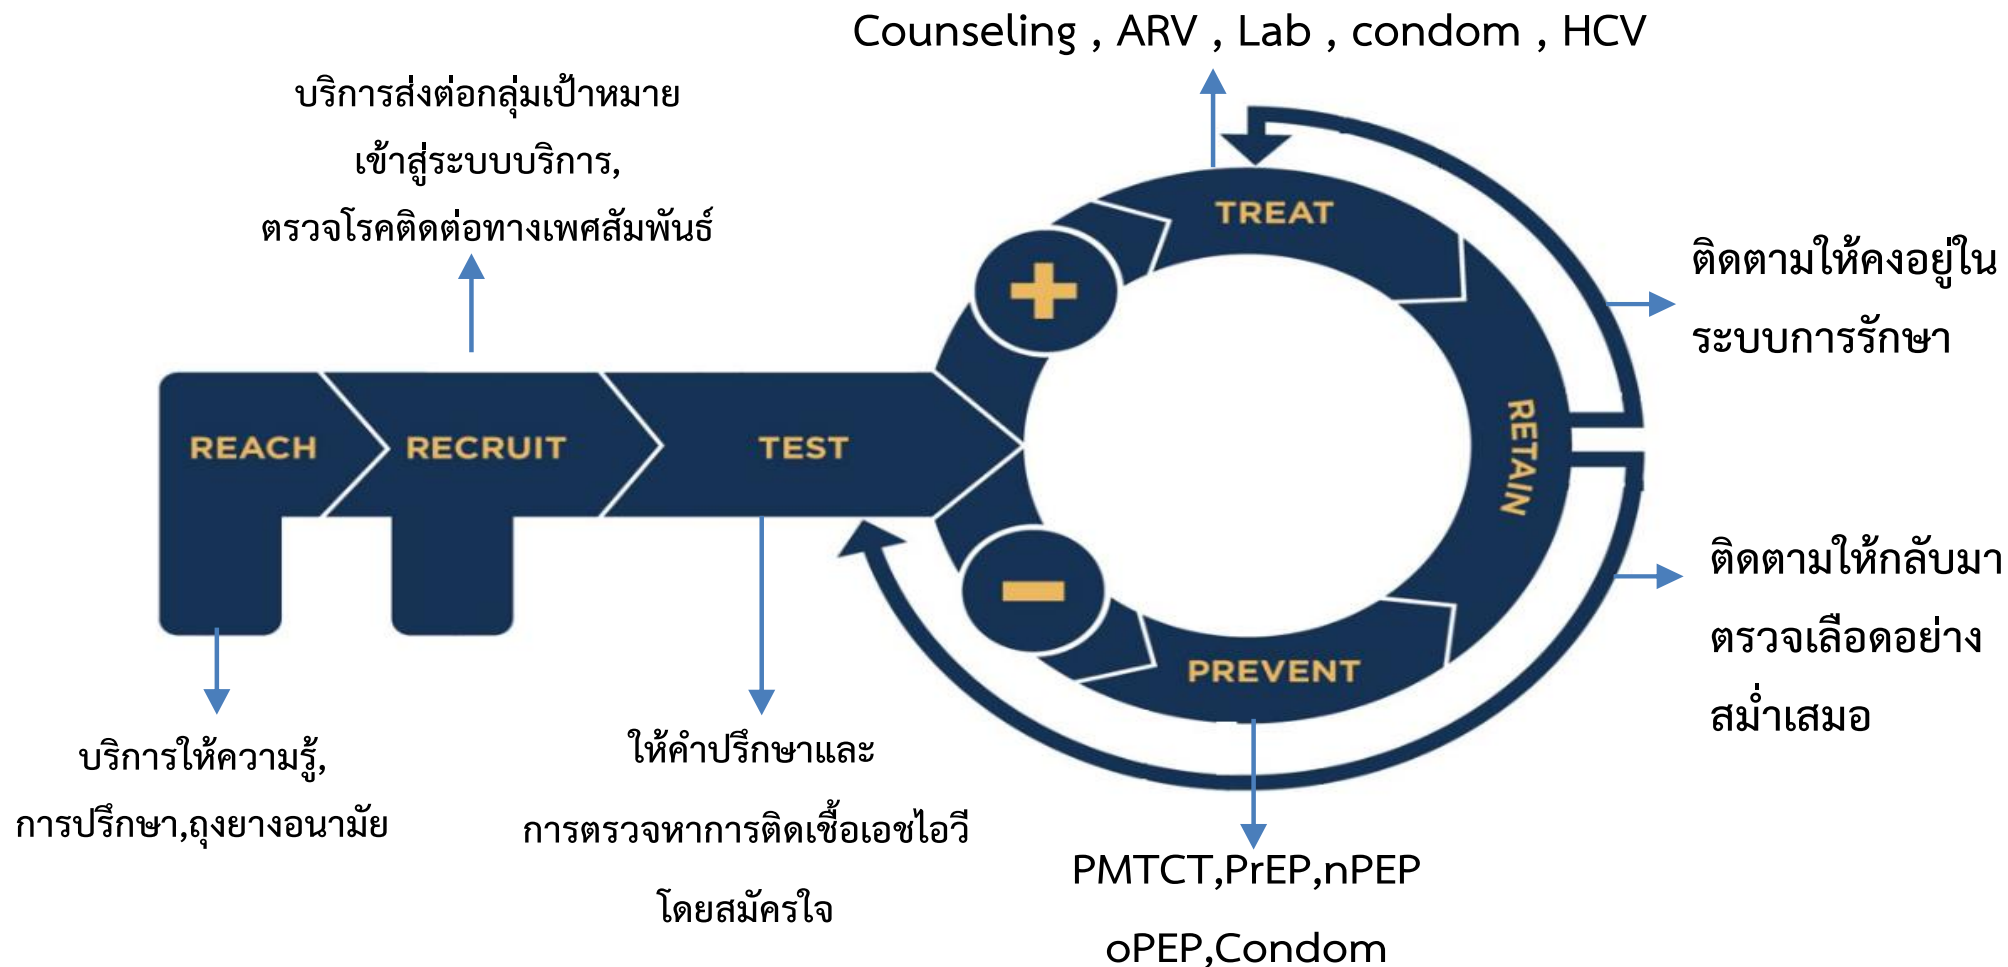 Counseling , ARV , Lab , condom , HCV
บริการส่งต่อกลุ่มเป้าหมาย
เข้าสู่ระบบบริการ,
ตรวจโรคติดต่อทางเพศสัมพันธ์
TREAT
ติดตามให้คงอยู่ใน
ระบบการรักษา
REACH
RECRUIT
TEST
RETAIN
ติดตามให้กลับมา
ตรวจเลือดอย่าง
สม่ำเสมอ
PREVENT
บริการให้ความรู้,
การปรึกษา,ถุงยางอนามัย
ให้คำปรึกษาและ
การตรวจหาการติดเชื้อเอชไอวี
โดยสมัครใจ
PMTCT,PrEP,nPEP
oPEP,Condom